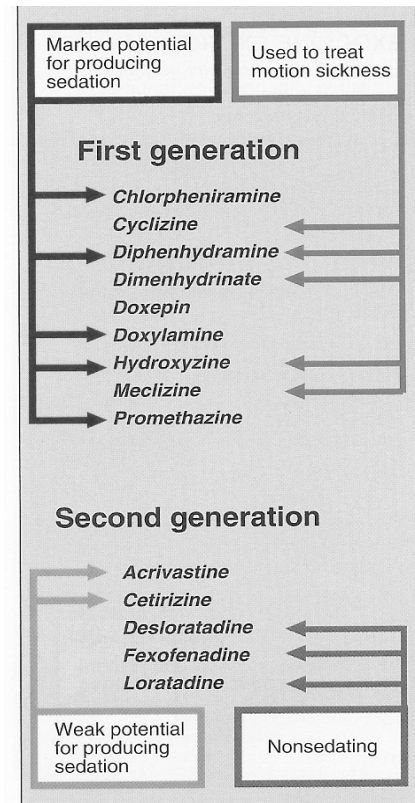 Marked potential
for producing
sedation
Used to treat
motion sickness
First generation
Chlorpheniramine
Cyclizine
Diphenhydramine
Dimenhydrinate
Doxepin
Doxylamine
Hydroxyzine
Meclizine
Promethazine
Second generation
Acrivastine
Cetirizine
Desloratadine
Fexofenadine
Loratadine
Weak potential
for producing
sedation
Nonsedating